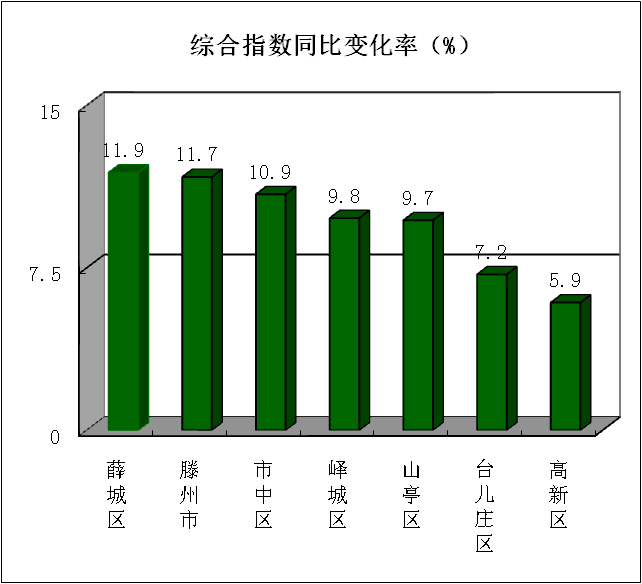 综合指数同比变化率（%）
15
7.5
0
11.9
11.7
10.9
9.8
9.7
7.2
5.9
薛城区
滕州市
市中区
峄城区
山亭区
台儿庄区
高新区